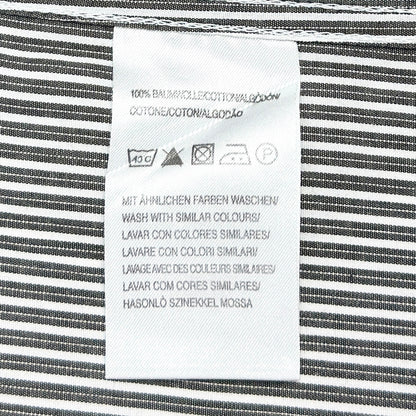 100% BAUMWOLLE/COTTON/ALGODÓN/
COTONE/COTON/ALGODÃO
40 C P
MIT ÄHNLICHEN FARBEN WASCHEN/
WASH WITH SIMILAR COLOURS/
LAVAR CON COLORES SIMILARES/
LAVARE CON COLORI SIMILARI/
LAVAGE AVEC DES COULEURS SIMILAIRES/
LAVAR COM CORES SIMILARES/
HASONLÒ SZINEKKEL MOSSA